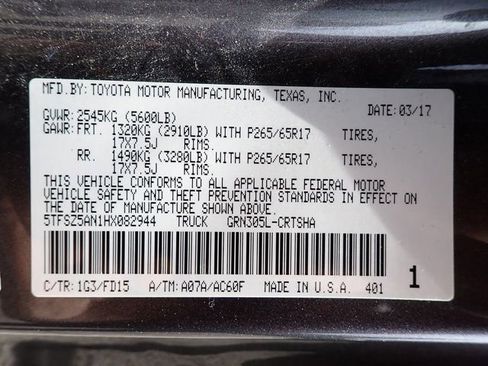 MFD.BY:TOYOTA MOTOR MANUFACTURING, TEXAS, INC.
GVWR:2545KG (5600LB) DATE:03/17
GAWR:FRT. 1320KG (2910LB) WITH P265/65R17 TIRES,
17X7.5J RIMS.
RR. 1490KG (3280LB) WITH P265/65R17 TIRES,
17X7.5J RIMS.
THIS VEHICLE CONFORMS TO ALL APPLICABLE FEDERAL MOTOR
VEHICLE SAFETY AND THEFT PREVENTION STANDARDS IN EFFECT ON
THE DATE OF MANUFACTURE SHOWN ABOVE.
5TFSZ5AN1HX082944 TRUCK GRN305L-CRTSHA
C/TR:1G3/FD15 A/TM:A07A/AC60F MADE IN U.S.A. 401 1